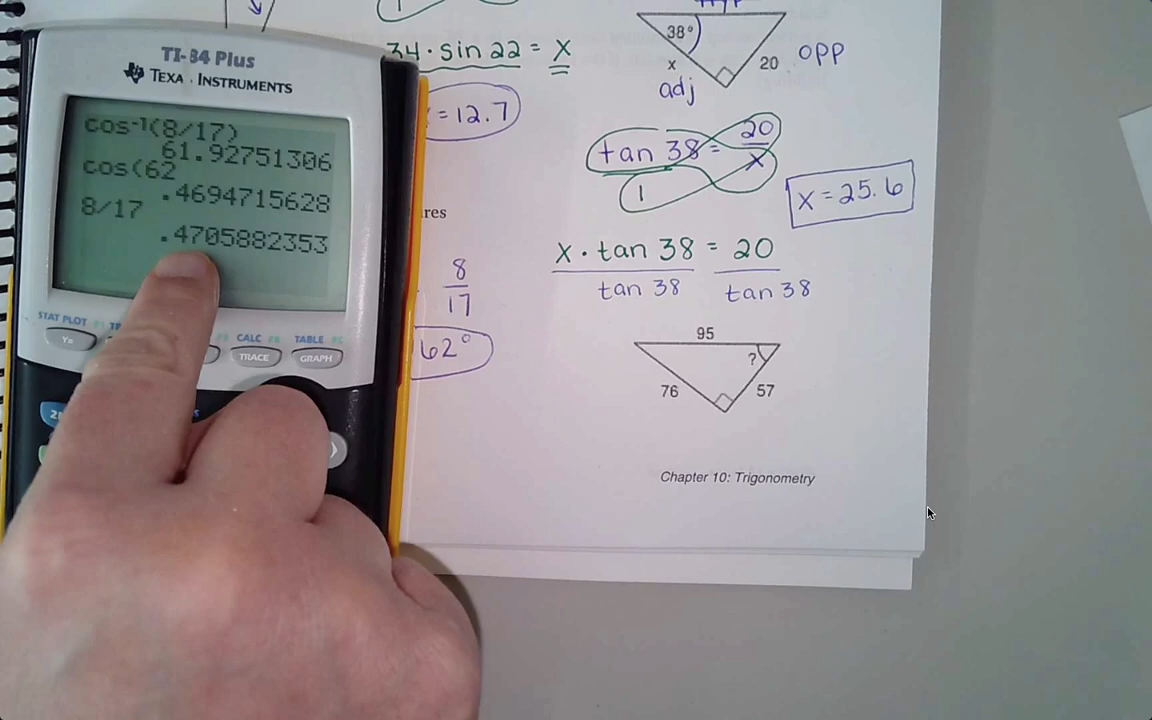 TI-84 Plus
TEXAS INSTRUMENTS
cos⁻¹(8/17)
61.92751306
cos(62
.4694715628
8/17
.4705882353
STAT PLOT
CALC
TABLE
Y=
TRACE
GRAPH
34 · sin 22 = x
= 12.7
8
17
62°
38°
x
20
opp
adj
tan 38 = 20
x
1
x = 25.6
x · tan 38 = 20
tan 38 tan 38
95
?
76
57
Chapter 10: Trigonometry